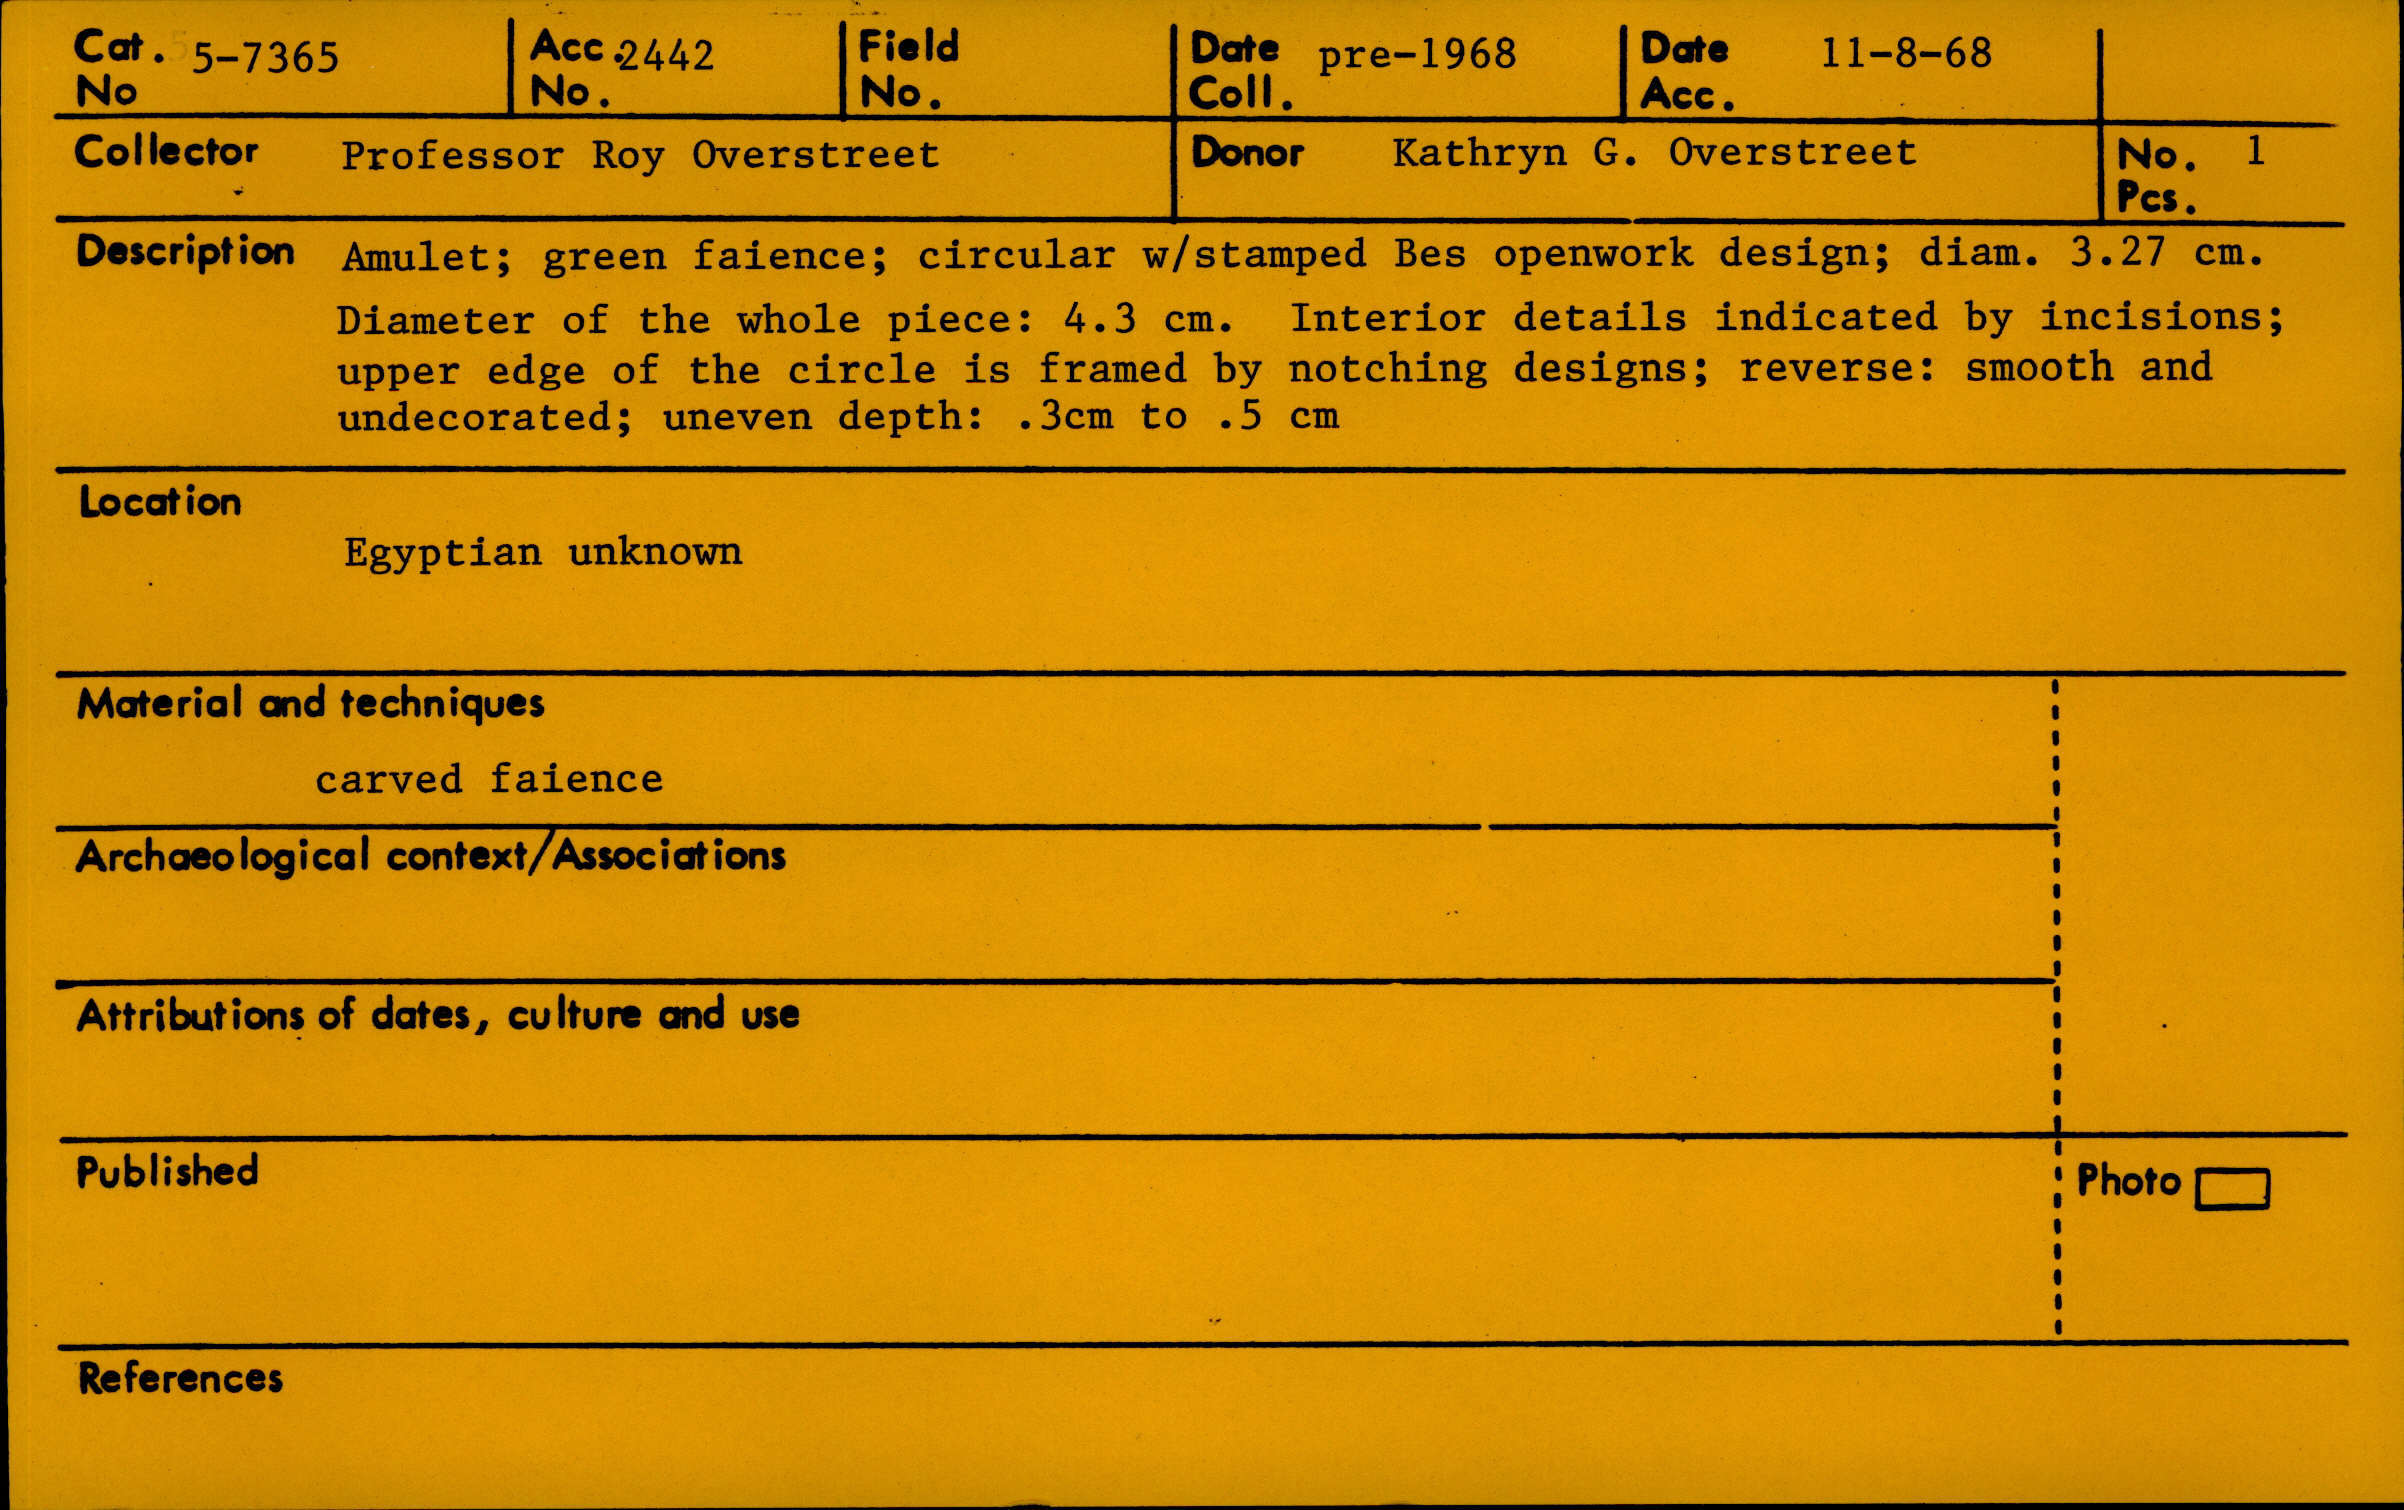 Cat. No 5-7365 Acc. No. 2442 Field No. Date Coll. pre-1968 Date Acc. 11-8-68
Collector Professor Roy Overstreet Donor Kathryn G. Overstreet No. Pcs. 1
Description Amulet; green faience; circular w/stamped Bes openwork design; diam. 3.27 cm.
Diameter of the whole piece: 4.3 cm. Interior details indicated by incisions;
upper edge of the circle is framed by notching designs; reverse: smooth and
undecorated; uneven depth: .3cm to .5 cm
Location
Egyptian unknown
Material and techniques
carved faience
Archaeological context/Associations
Attributions of dates, culture and use
Published
Photo
References